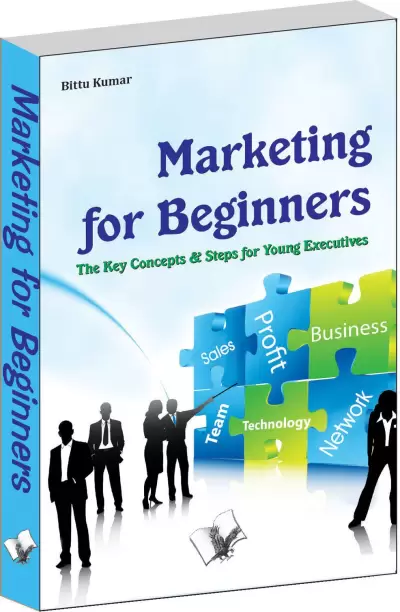 Bittu Kumar
Marketing
for Beginners
The Key Concepts & Steps for Young Executives
Sales
Profit
Business
Team
Technology
Network
Marketing for Beginners